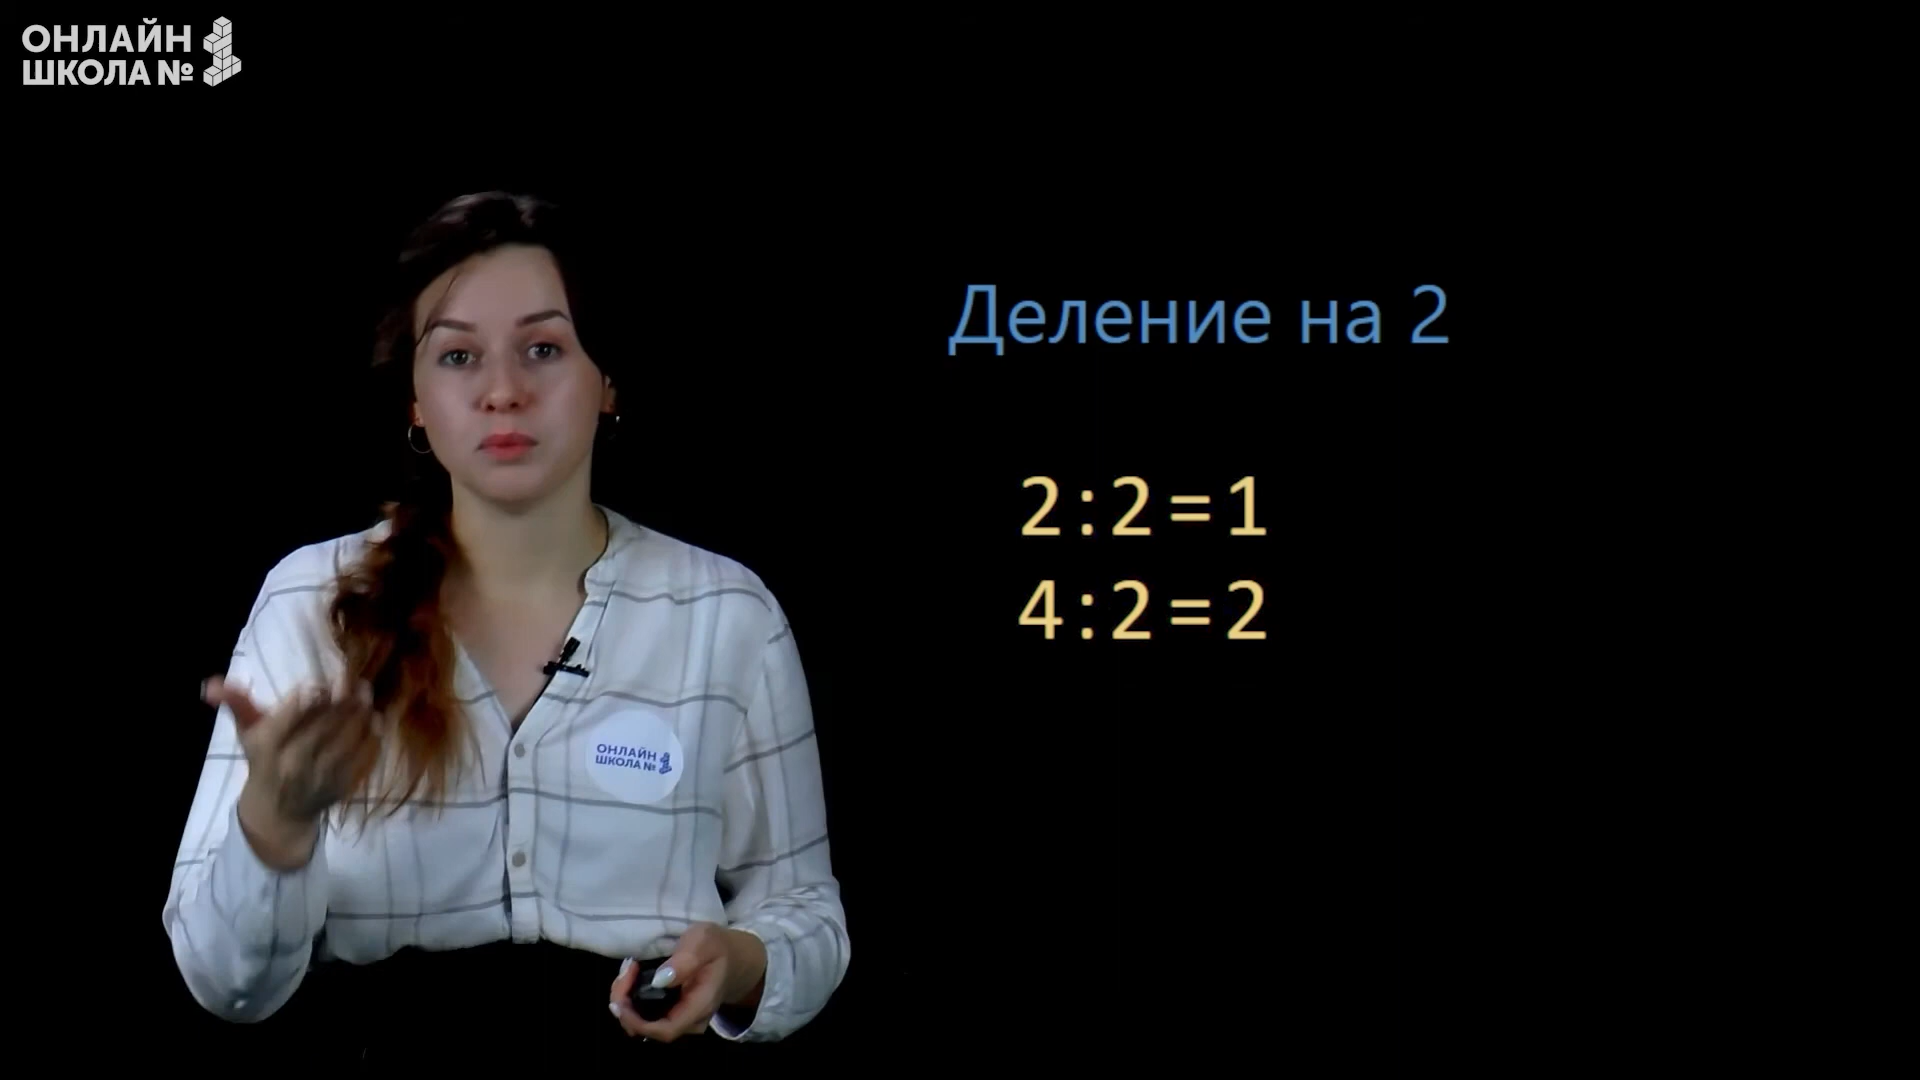 ОНЛАЙН
ШКОЛА №
Деление на 2
2:2=1
4:2=2
ОНЛАЙН
ШКОЛА №